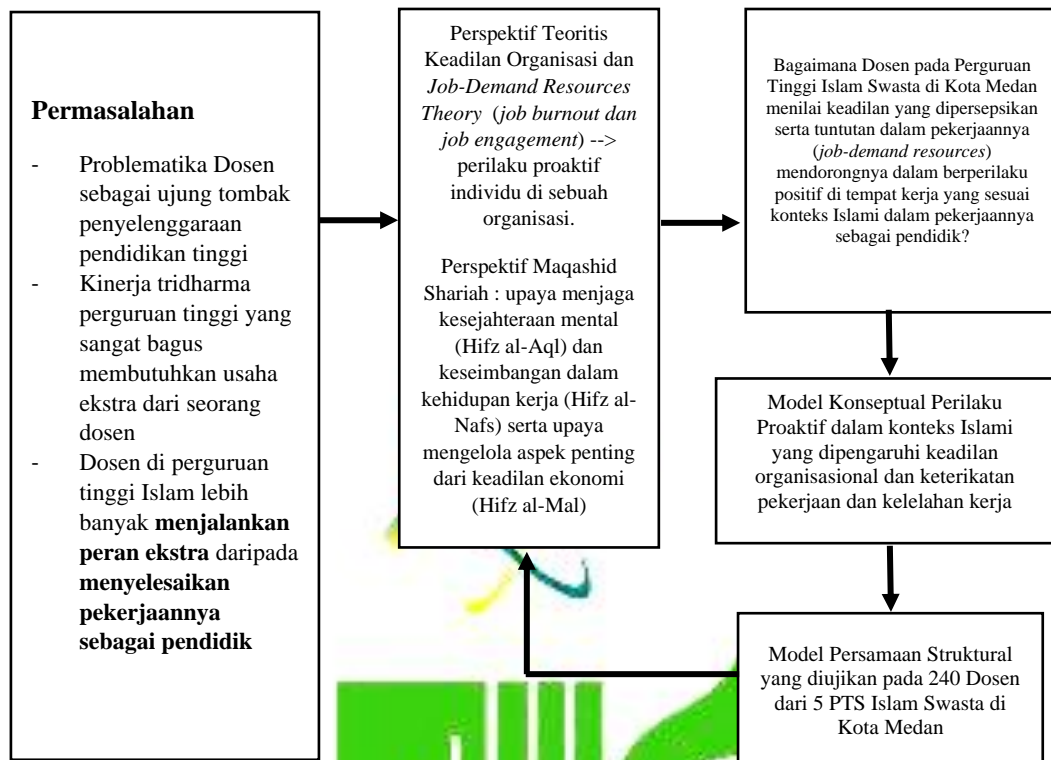 Permasalahan
- Problematika Dosen
sebagai ujung tombak
penyelenggaraan
pendidikan tinggi
- Kinerja tridharma
perguruan tinggi yang
sangat bagus
membutuhkan usaha
ekstra dari seorang
dosen
- Dosen di perguruan
tinggi Islam lebih
banyak menjalankan
peran ekstra daripada
menyelesaikan
pekerjaannya
sebagai pendidik
Perspektif Teoritis
Keadilan Organisasi dan
Job-Demand Resources
Theory (job burnout dan
job engagement) -->
perilaku proaktif
individu di sebuah
organisasi.
Perspektif Maqashid
Shariah : upaya menjaga
kesejahteraan mental
(Hifz al-Aql) dan
keseimbangan dalam
kehidupan kerja (Hifz al-
Nafs) serta upaya
mengelola aspek penting
dari keadilan ekonomi
(Hifz al-Mal)
Bagaimana Dosen pada Perguruan
Tinggi Islam Swasta di Kota Medan
menilai keadilan yang dipersepsikan
serta tuntutan dalam pekerjaannya
(job-demand resources)
mendorongnya dalam berperilaku
positif di tempat kerja yang sesuai
konteks Islami dalam pekerjaannya
sebagai pendidik?
Model Konseptual Perilaku
Proaktif dalam konteks Islami
yang dipengaruhi keadilan
organisasional dan keterikatan
pekerjaan dan kelelahan kerja
Model Persamaan Struktural
yang diujikan pada 240 Dosen
dari 5 PTS Islam Swasta di
Kota Medan